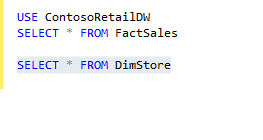 USE ContosoRetailDW
SELECT * FROM FactSales
SELECT * FROM DimStore